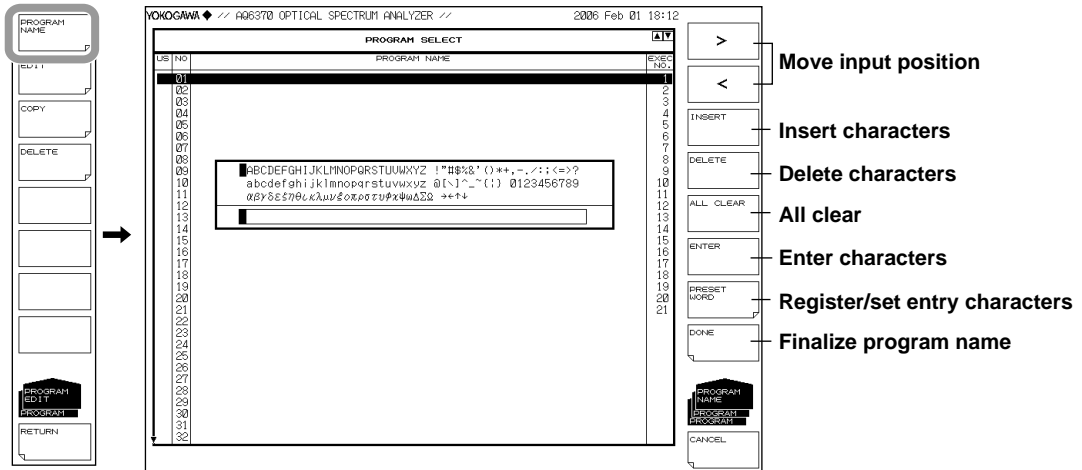 PROGRAM
NAME
EDIT
COPY
DELETE
PROGRAM
EDIT
PROGRAM
RETURN
YOKOGAWA ◆ // AQ6370 OPTICAL SPECTRUM ANALYZER // 2006 Feb 01 18:12
PROGRAM SELECT
US NO PROGRAM NAME EXEC
NO.
01 1
02 2
03 3
04 4
05 5
06 6
07 7
08 8
09 9
10 10
11 11
12 12
13 13
14 14
15 15
16 16
17 17
18 18
19 19
20 20
21 21
22
23
24
25
26
27
28
29
30
31
32
ABCDEFGHIJKLMNOPQRSTUVWXYZ !"#$%&'()*+,-./:;<=>?
abcdefghijklmnopqrstuvwxyz @[\]^_~{¦} 0123456789
αβγδεζηθικλμνξοπρστυφχψωΔΣΩ →←↑↓
>
<
Move input position
INSERT
Insert characters
DELETE
Delete characters
ALL CLEAR
All clear
ENTER
Enter characters
PRESET
WORD
Register/set entry characters
DONE
Finalize program name
PROGRAM
NAME
PROGRAM
PROGRAM
CANCEL